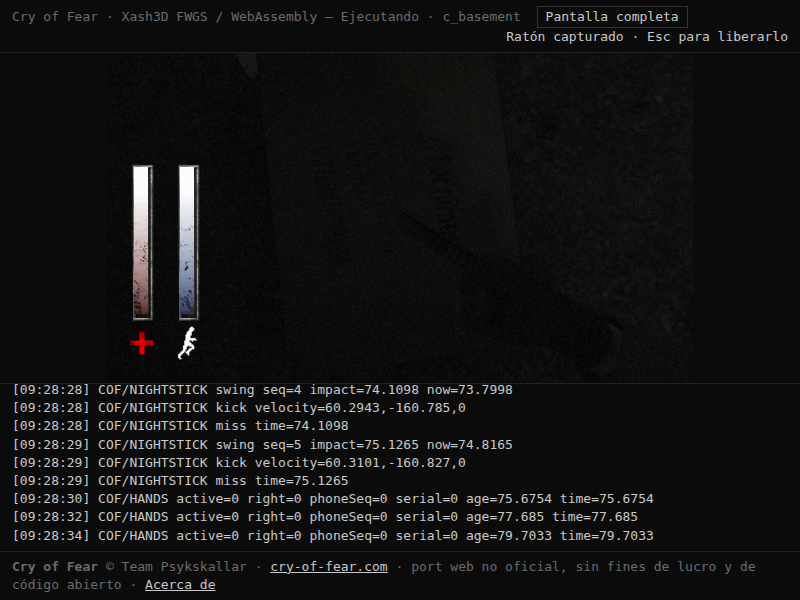 Cry of Fear · Xash3D FWGS / WebAssembly — Ejecutando · c_basement
Pantalla completa
Ratón capturado · Esc para liberarlo
[09:28:28] COF/NIGHTSTICK swing seq=4 impact=74.1098 now=73.7998
[09:28:28] COF/NIGHTSTICK kick velocity=60.2943,-160.785,0
[09:28:28] COF/NIGHTSTICK miss time=74.1098
[09:28:29] COF/NIGHTSTICK swing seq=5 impact=75.1265 now=74.8165
[09:28:29] COF/NIGHTSTICK kick velocity=60.3101,-160.827,0
[09:28:29] COF/NIGHTSTICK miss time=75.1265
[09:28:30] COF/HANDS active=0 right=0 phoneSeq=0 serial=0 age=75.6754 time=75.6754
[09:28:32] COF/HANDS active=0 right=0 phoneSeq=0 serial=0 age=77.685 time=77.685
[09:28:34] COF/HANDS active=0 right=0 phoneSeq=0 serial=0 age=79.7033 time=79.7033
Cry of Fear © Team Psykskallar · cry-of-fear.com · port web no oficial, sin fines de lucro y de
código abierto · Acerca de